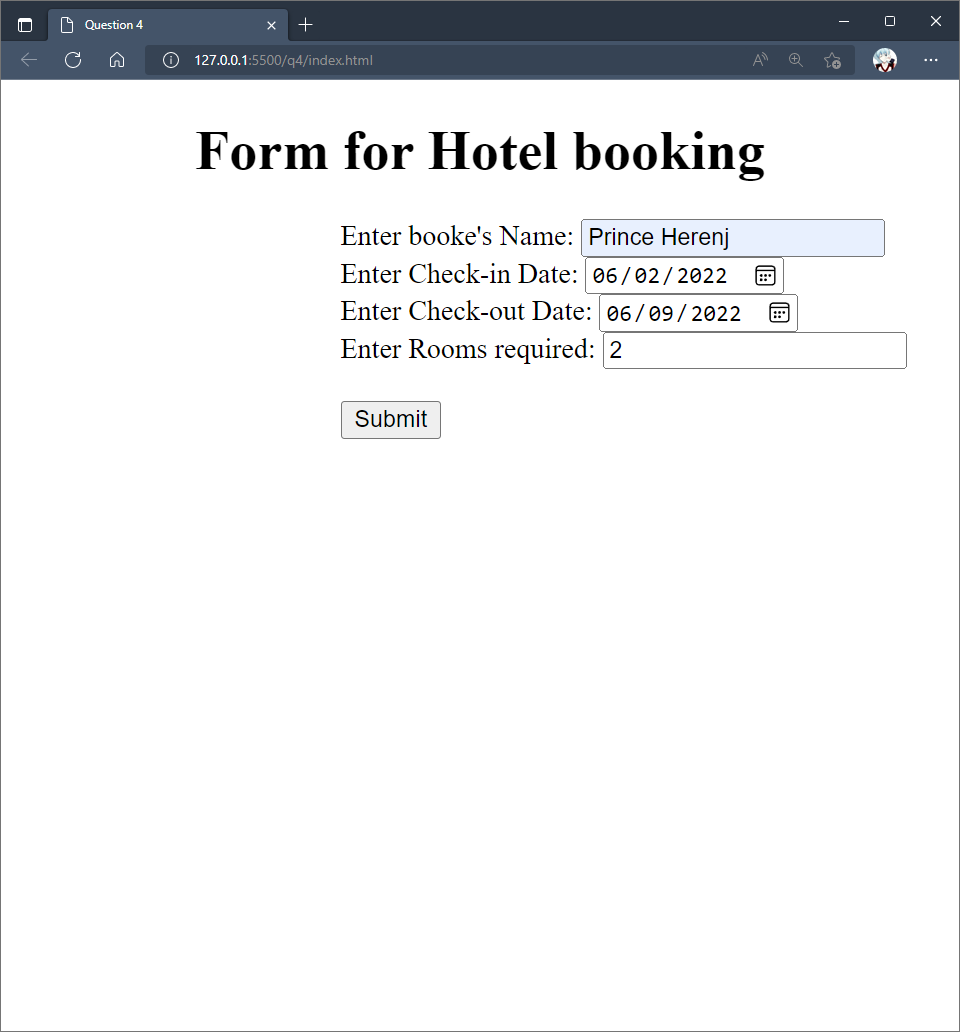 Question 4
127.0.0.1:5500/q4/index.html
Form for Hotel booking
Enter booke's Name: Prince Herenj
Enter Check-in Date: 06/02/2022
Enter Check-out Date: 06/09/2022
Enter Rooms required: 2
Submit